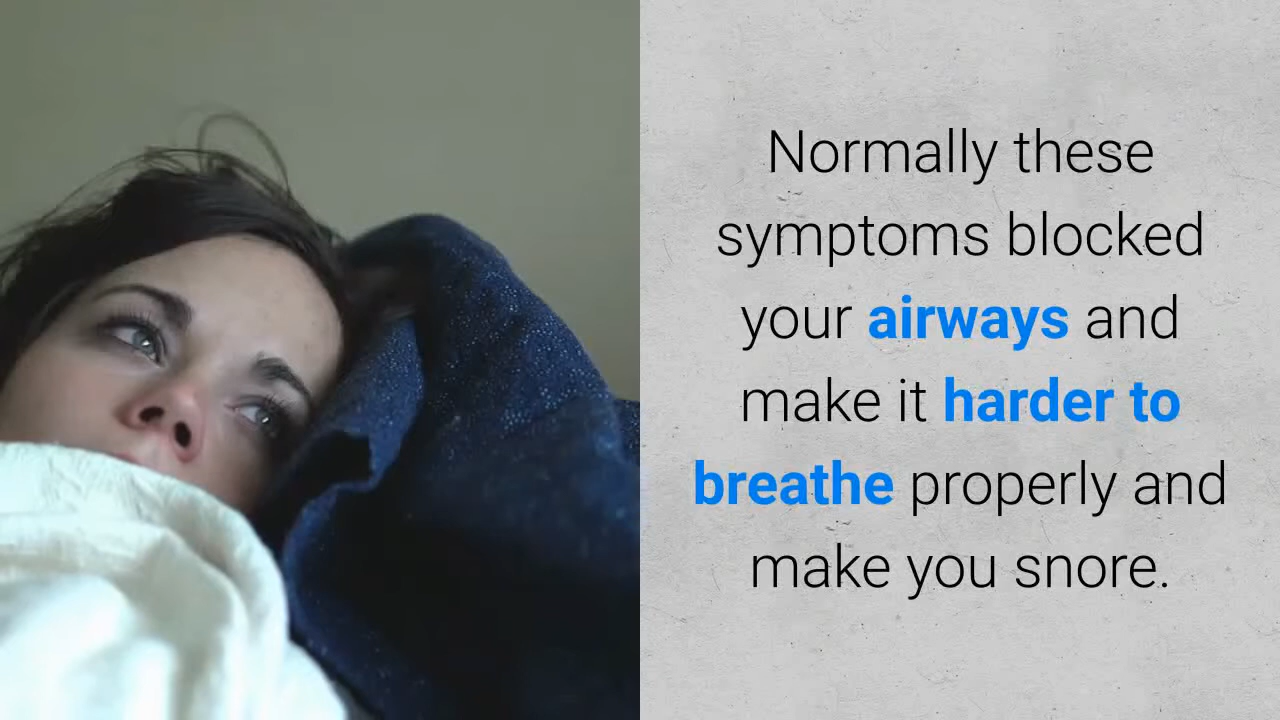 Normally these
symptoms blocked
your airways and
make it harder to
breathe properly and
make you snore.